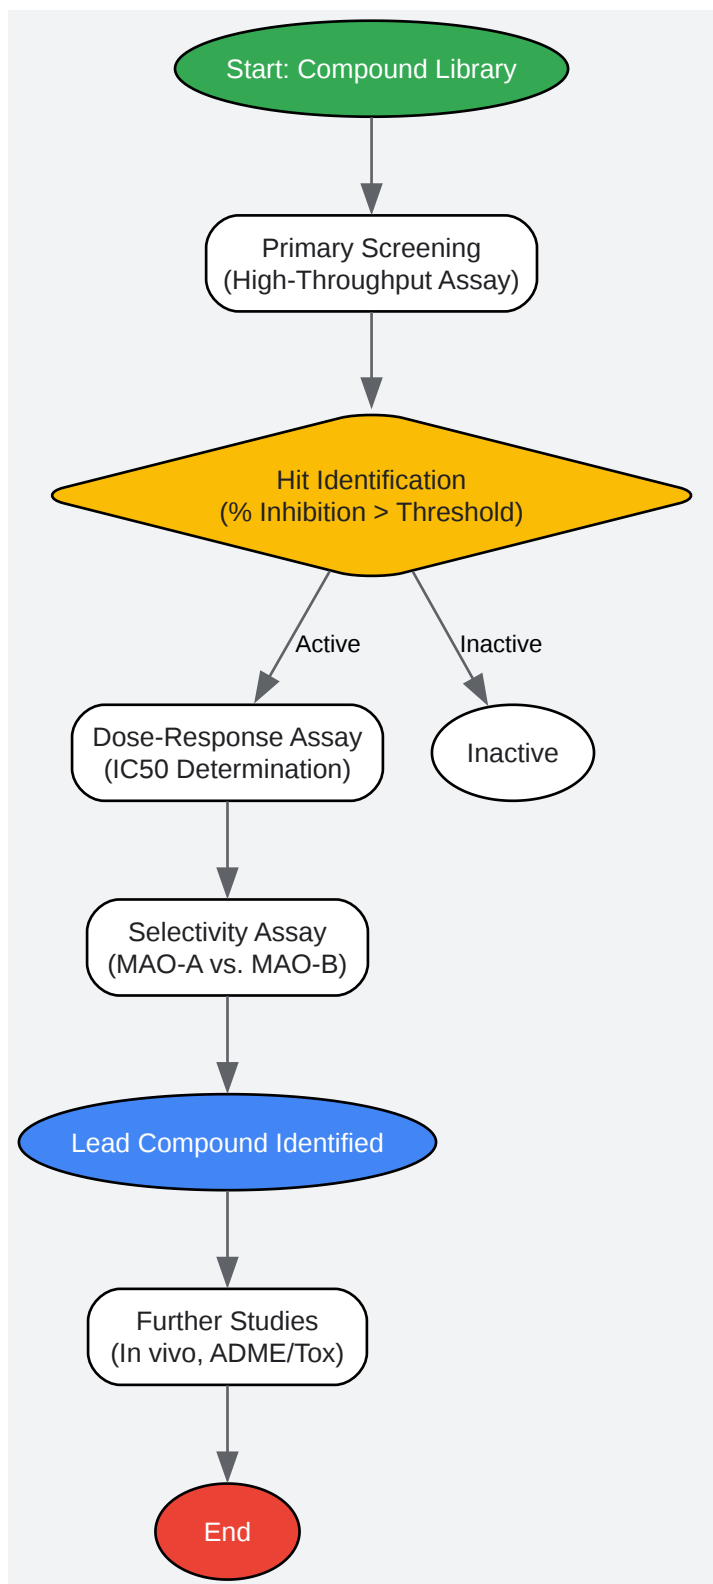 Start: Compound Library
Primary Screening
(High-Throughput Assay)
Hit Identification
(% Inhibition > Threshold)
Active
Inactive
Dose-Response Assay
(IC50 Determination)
Inactive
Selectivity Assay
(MAO-A vs. MAO-B)
Lead Compound Identified
Further Studies
(In vivo, ADME/Tox)
End